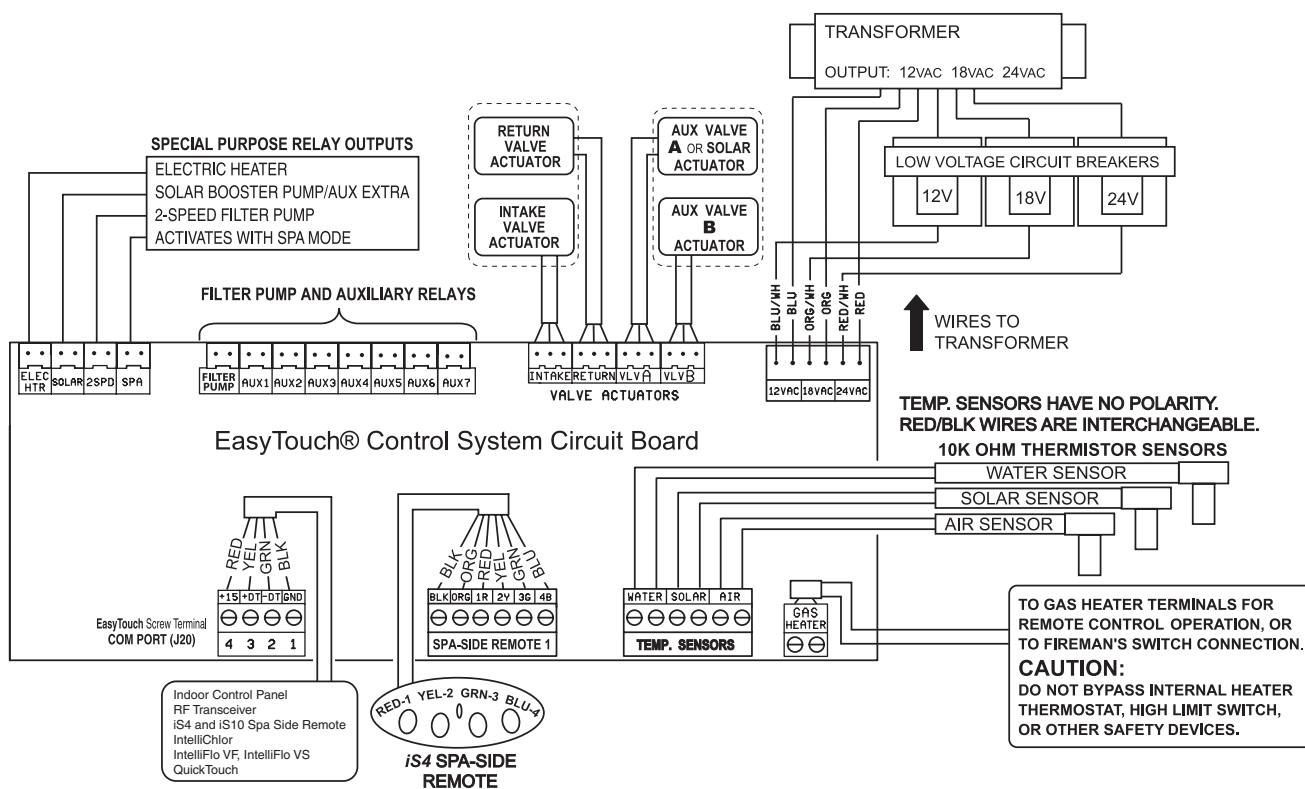 TRANSFORMER
OUTPUT: 12VAC 18VAC 24VAC
LOW VOLTAGE CIRCUIT BREAKERS
12V
18V
24V
SPECIAL PURPOSE RELAY OUTPUTS
ELECTRIC HEATER
SOLAR BOOSTER PUMP/AUX EXTRA
2-SPEED FILTER PUMP
ACTIVATES WITH SPA MODE
RETURN
VALVE
ACTUATOR
INTAKE
VALVE
ACTUATOR
AUX VALVE
A OR SOLAR
ACTUATOR
AUX VALVE
B
ACTUATOR
BLU/WH
BLU
ORG/WH
ORG
RED/WH
RED
WIRES TO
TRANSFORMER
FILTER PUMP AND AUXILIARY RELAYS
ELEC
HTR
SOLAR
2SPD
SPA
FILTER
PUMP
AUX1
AUX2
AUX3
AUX4
AUX5
AUX6
AUX7
INTAKE
RETURN
VLV A
VLV B
VALVE ACTUATORS
12VAC
18VAC
24VAC
EasyTouch® Control System Circuit Board
TEMP. SENSORS HAVE NO POLARITY.
RED/BLK WIRES ARE INTERCHANGEABLE.
10K OHM THERMISTOR SENSORS
WATER SENSOR
SOLAR SENSOR
AIR SENSOR
RED
YEL
GRN
BLK
+15
+DT
-DT
GND
EasyTouch Screw Terminal
COM PORT (J20)
4 3 2 1
BLK
ORG
RED
YEL
GRN
BLU
BLK
ORG
1R
2Y
3G
4B
SPA-SIDE REMOTE 1
WATER
SOLAR
AIR
TEMP. SENSORS
GAS
HEATER
Indoor Control Panel
RF Transceiver
iS4 and iS10 Spa Side Remote
IntelliChlor
IntelliFlo VF, IntelliFlo VS
QuickTouch
RED-1
YEL-2
GRN-3
BLU-4
iS4 SPA-SIDE
REMOTE
TO GAS HEATER TERMINALS FOR
REMOTE CONTROL OPERATION, OR
TO FIREMAN'S SWITCH CONNECTION.
CAUTION:
DO NOT BYPASS INTERNAL HEATER
THERMOSTAT, HIGH LIMIT SWITCH,
OR OTHER SAFETY DEVICES.